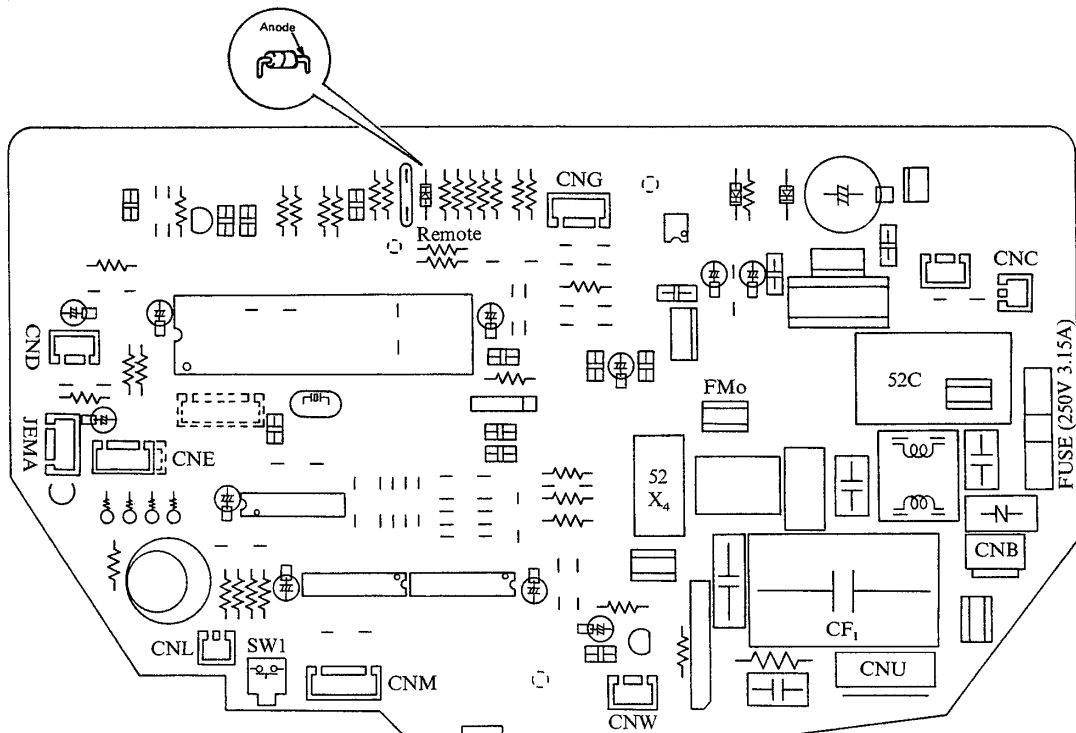 Anode
CNG
Remote
CNC
CND
52C
FMo
FUSE (250V 3.15A)
JEMA
CNE
52
X4
N
CNB
CF1
CNL
SW1
CNM
CNU
CNW